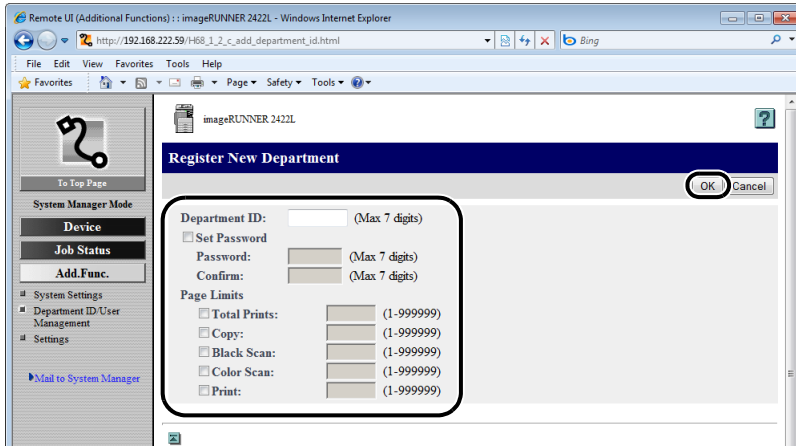 Remote UI (Additional Functions) : : imageRUNNER 2422L - Windows Internet Explorer
http://192.168.222.59/H68_1_2_c_add_department_id.html
Bing
File Edit View Favorites Tools Help
Favorites
Page Safety Tools
imageRUNNER 2422L
To Top Page
System Manager Mode
Device
Job Status
Add.Func.
System Settings
Department ID/User
Management
Settings
Mail to System Manager
Register New Department
OK Cancel
Department ID: (Max 7 digits)
Set Password
Password: (Max 7 digits)
Confirm: (Max 7 digits)
Page Limits
Total Prints: (1-999999)
Copy: (1-999999)
Black Scan: (1-999999)
Color Scan: (1-999999)
Print: (1-999999)